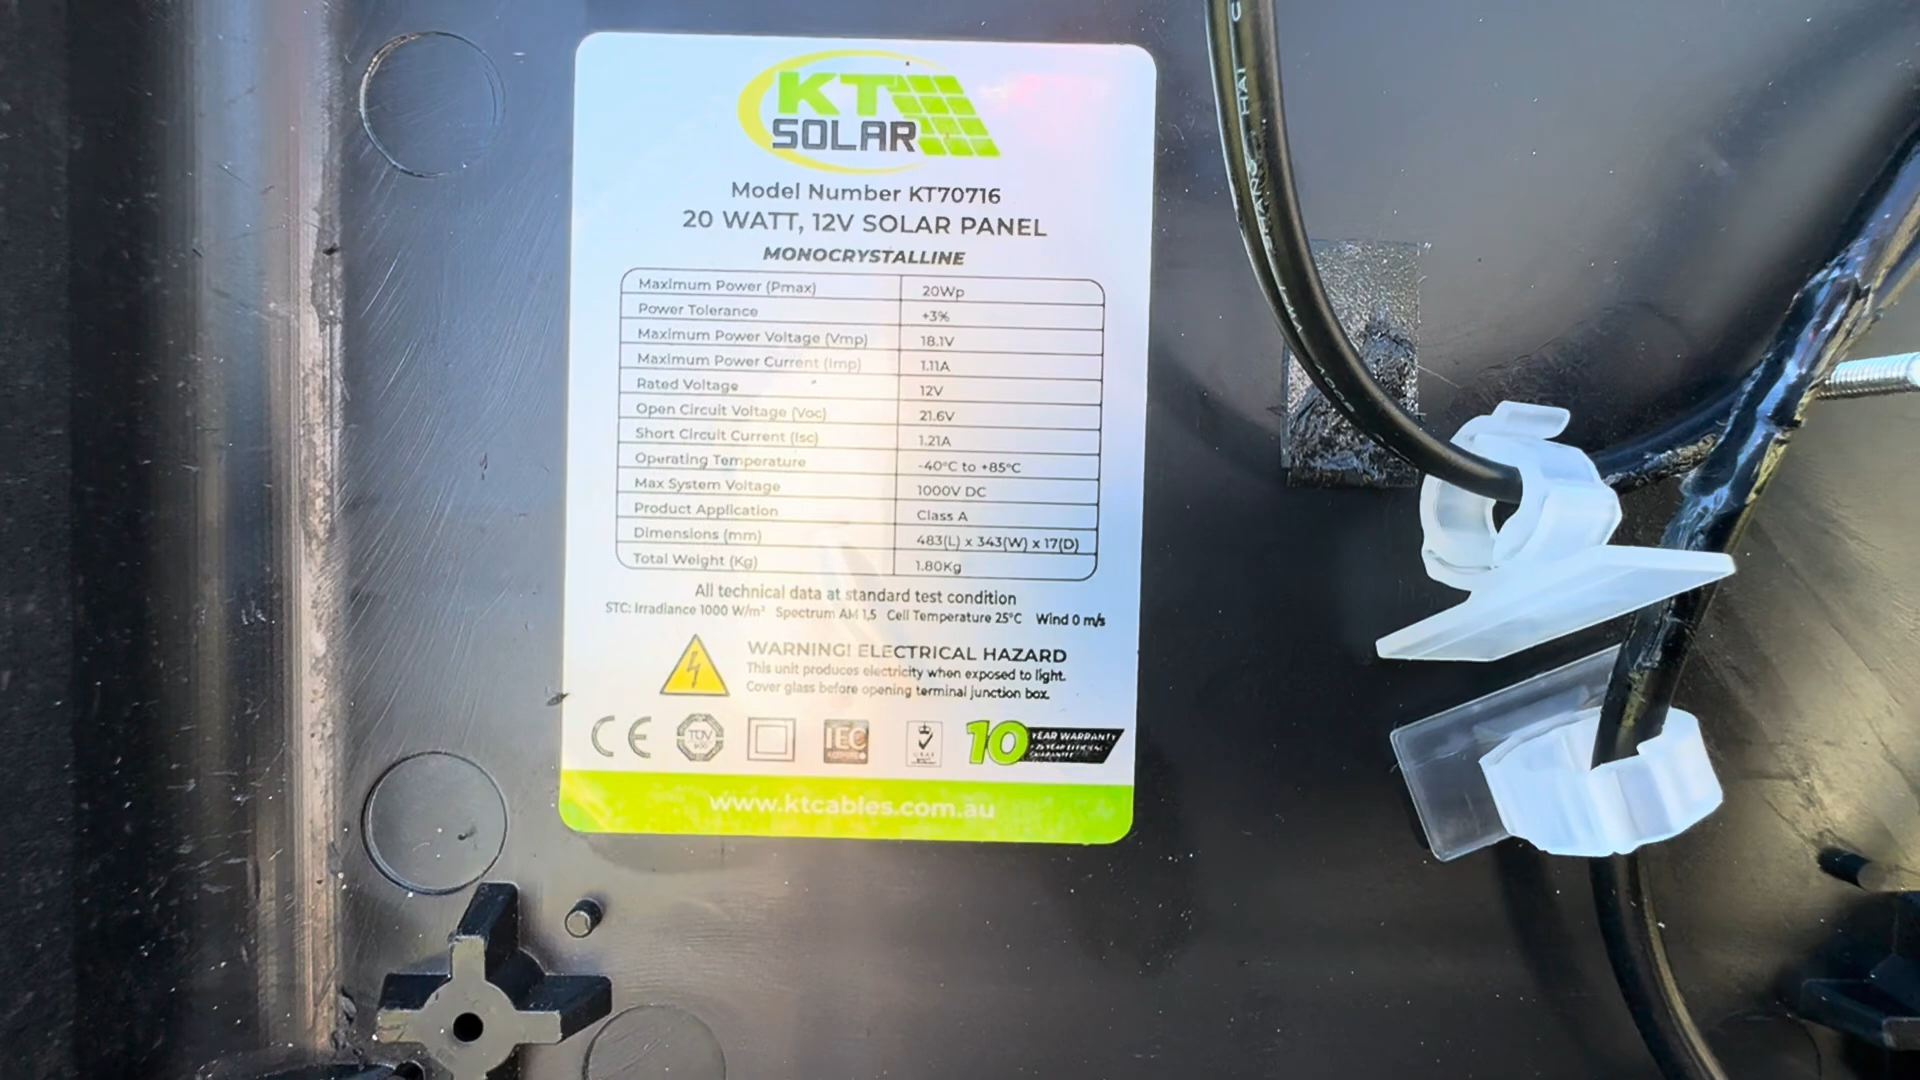 KT
SOLAR
Model Number KT70716
20 WATT, 12V SOLAR PANEL
MONOCRYSTALLINE
Maximum Power (Pmax) 20Wp
Power Tolerance +3%
Maximum Power Voltage (Vmp) 18.1V
Maximum Power Current (Imp) 1.11A
Rated Voltage 12V
Open Circuit Voltage (Voc) 21.6V
Short Circuit Current (Isc) 1.21A
Operating Temperature -40°C to +85°C
Max System Voltage 1000V DC
Product Application Class A
Dimensions (mm) 483(L) x 343(W) x 17(D)
Total Weight (Kg) 1.80Kg
All technical data at standard test condition
STC: Irradiance 1000 W/m² Spectrum AM 1,5 Cell Temperature 25°C Wind 0 m/s
WARNING! ELECTRICAL HAZARD
This unit produces electricity when exposed to light.
Cover glass before opening terminal junction box.
CE
TÜV
IEC
10 YEAR WARRANTY
www.ktcables.com.au